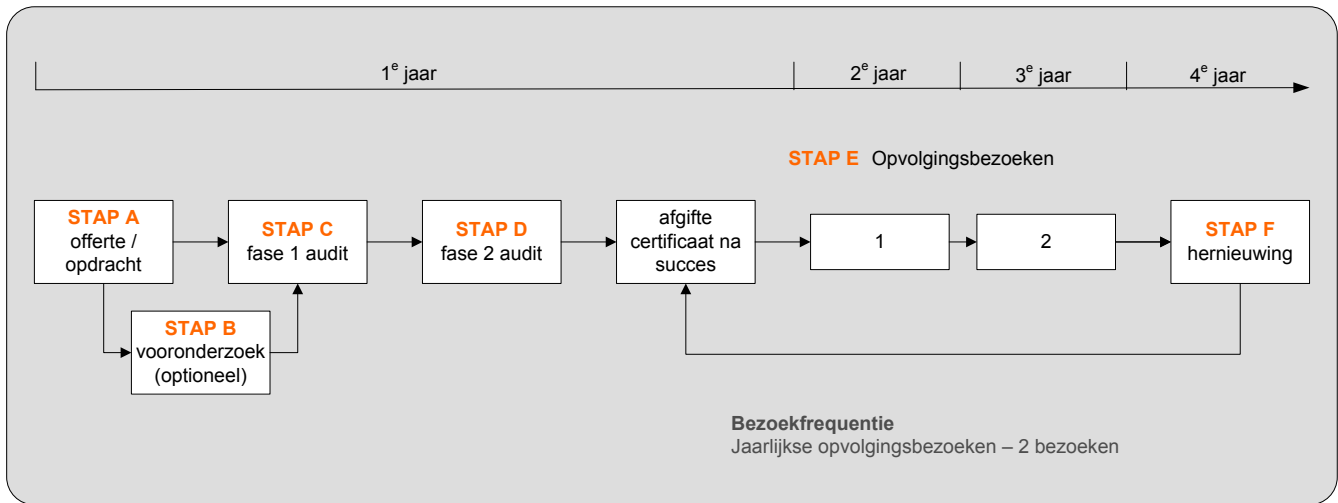 1e jaar
2e jaar
3e jaar
4e jaar
STAP E Opvolgingsbezoeken
STAP A
offerte /
opdracht
STAP C
fase 1 audit
STAP D
fase 2 audit
afgifte
certificaat na
succes
1
2
STAP F
hernieuwing
STAP B
vooronderzoek
(optioneel)
Bezoekfrequentie
Jaarlijkse opvolgingsbezoeken – 2 bezoeken